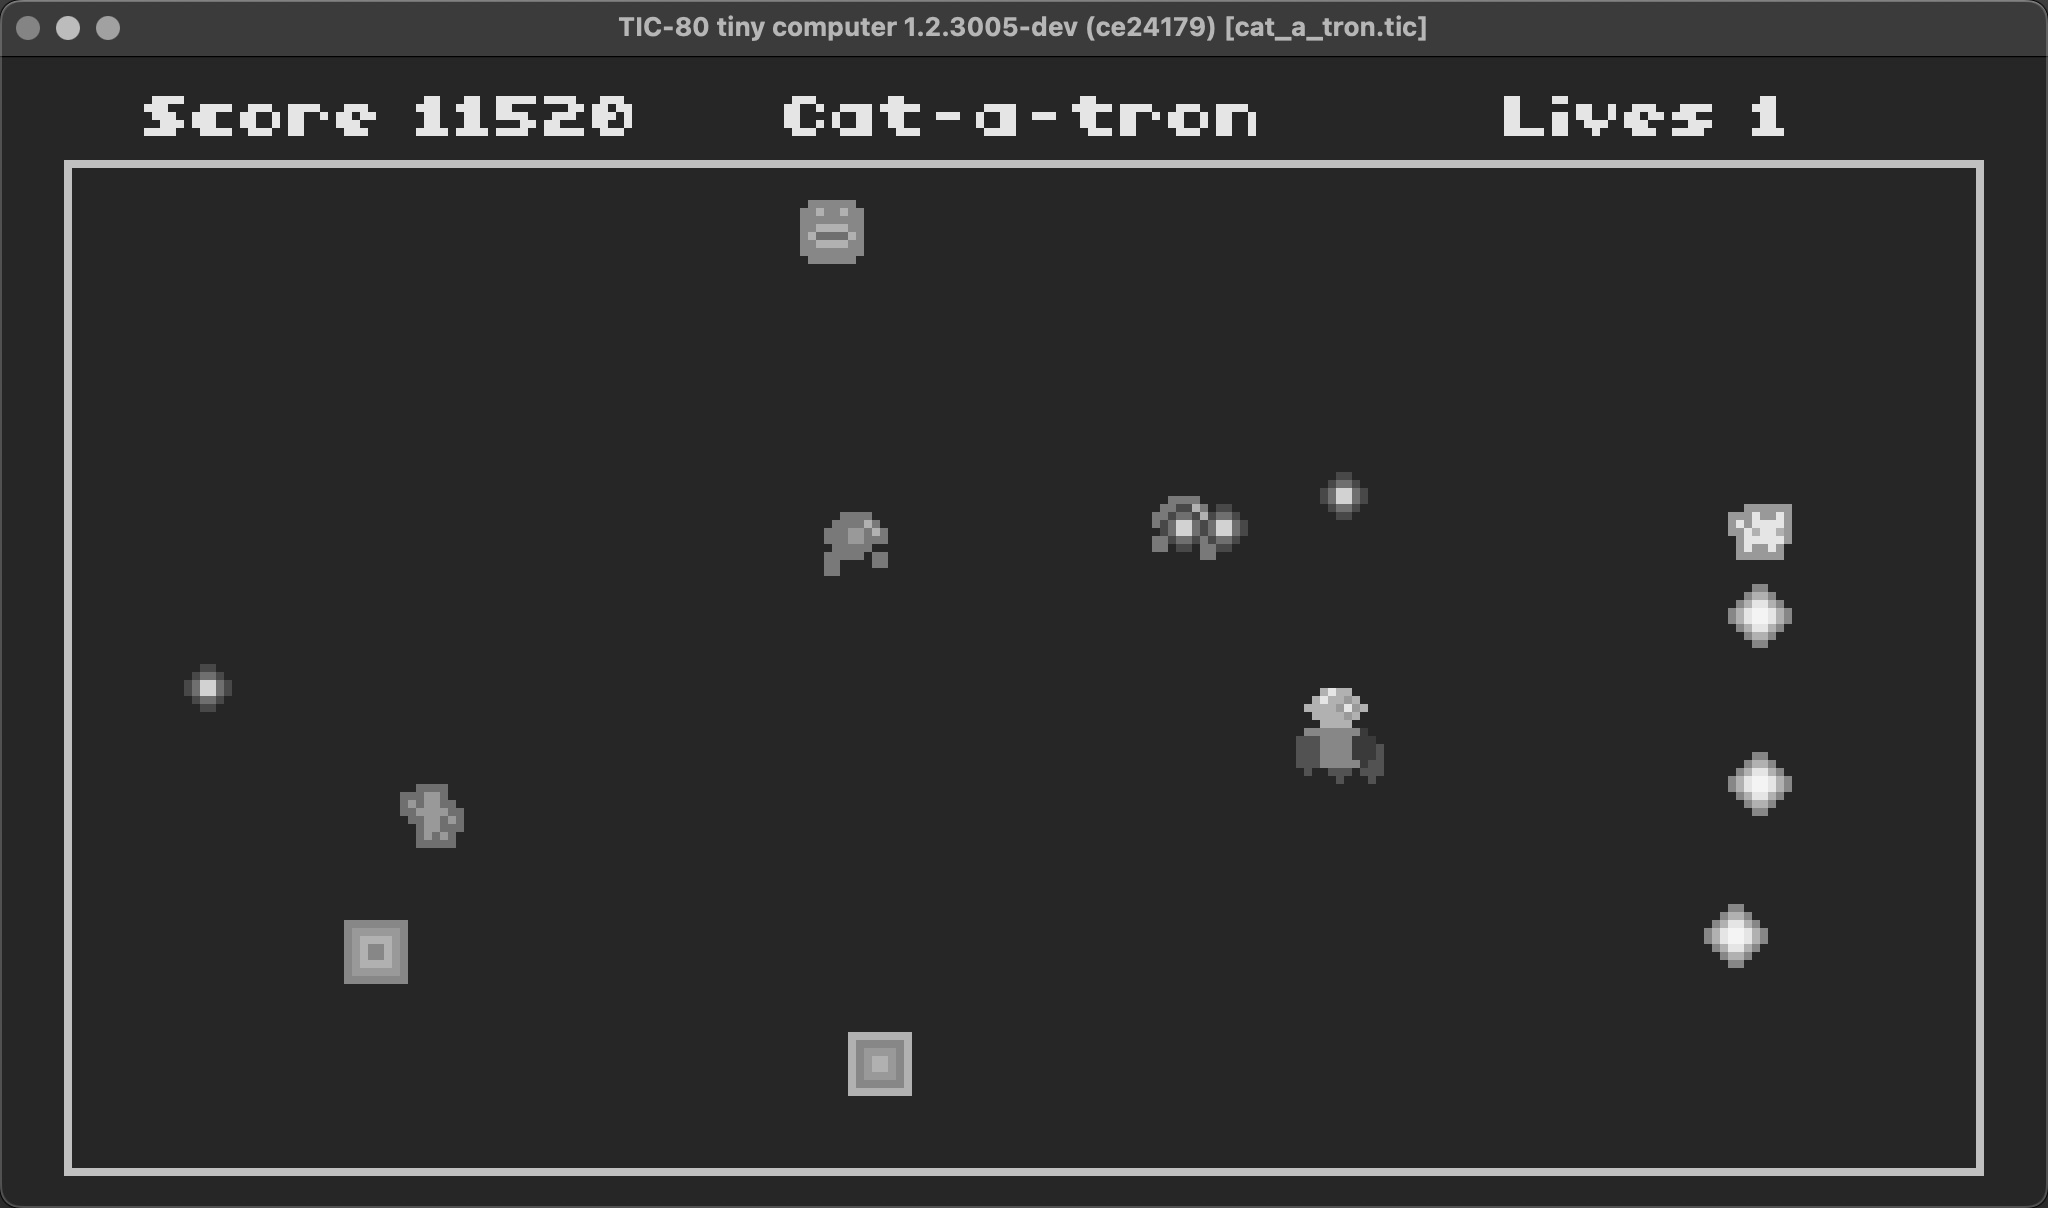 TIC-80 tiny computer 1.2.3005-dev (ce24179) [cat_a_tron.tic]
Score 11520 Cat-a-tron Lives 1